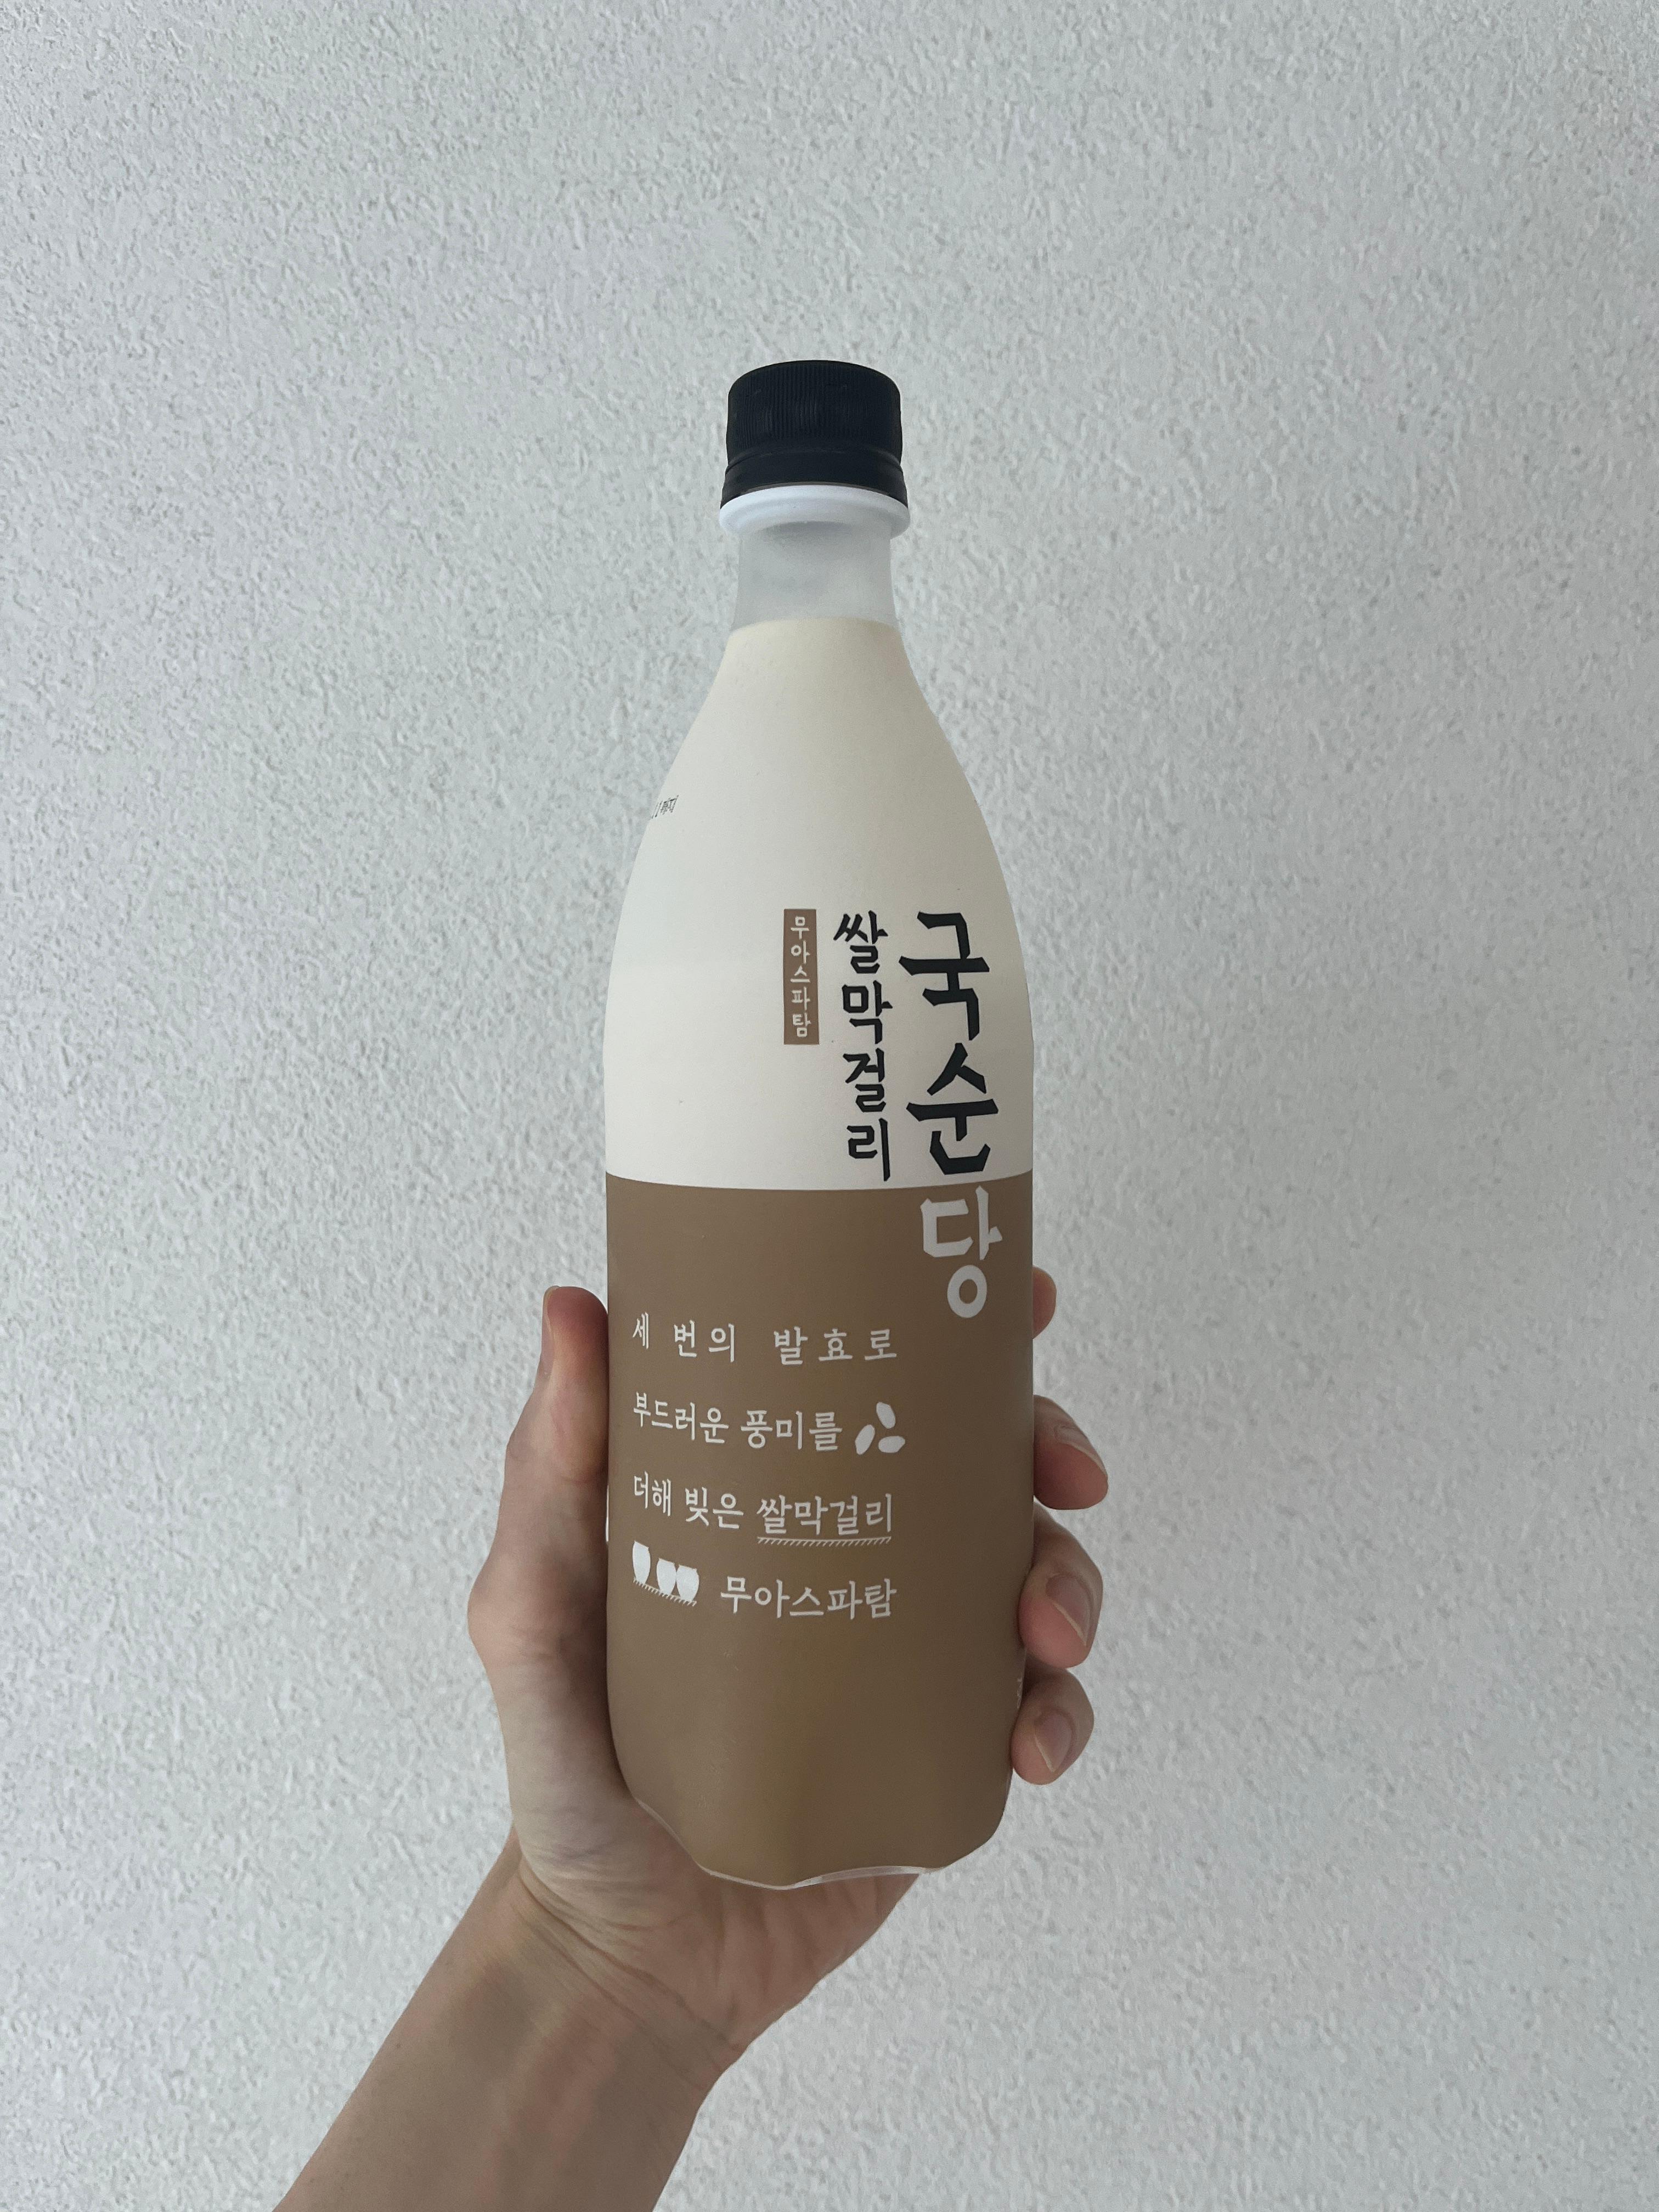 국순당
쌀막걸리
무아스파탐
세 번의 발효로
부드러운 풍미를
더해 빚은 쌀막걸리
무아스파탐